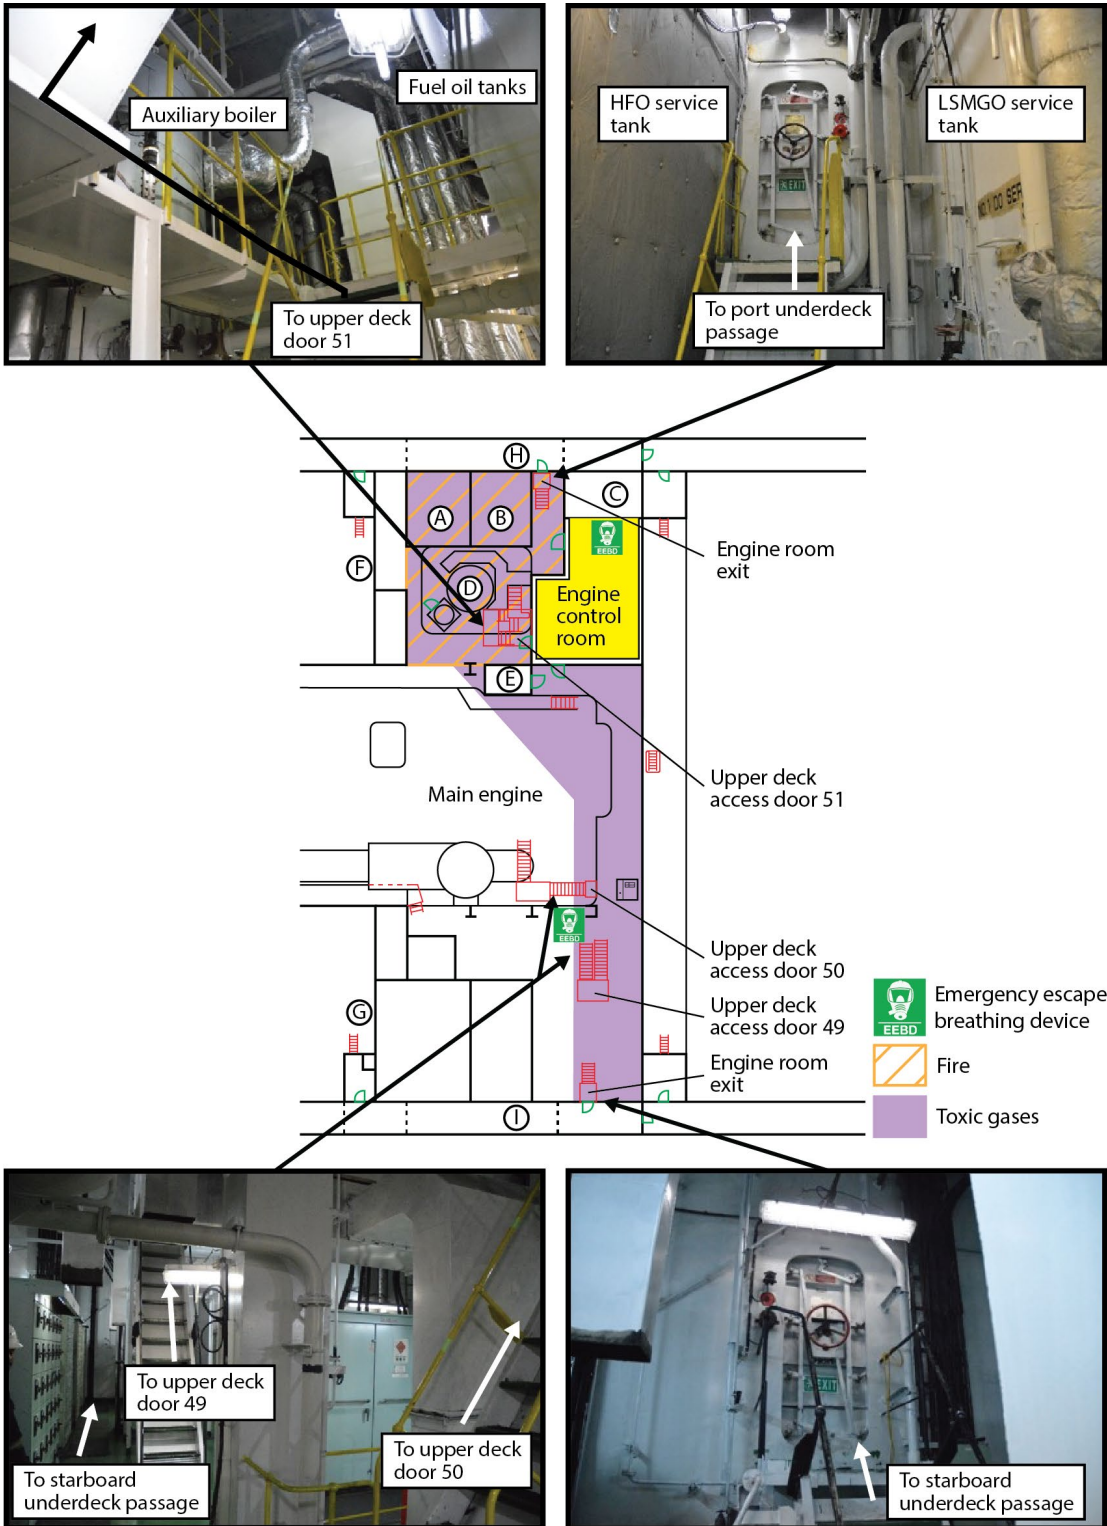 Auxiliary boiler
Fuel oil tanks
To upper deck
door 51
HFO service
tank
LSMGO service
tank
EXIT
To port underdeck
passage
H
C
A
B
EEBD
Engine room
exit
F
D
Engine
control
room
E
Upper deck
access door 51
Main engine
EEBD
Upper deck
access door 50
Upper deck
access door 49
G
Engine room
exit
I
EEBD
Emergency escape
breathing device
Fire
Toxic gases
To upper deck
door 49
To starboard
underdeck passage
To upper deck
door 50
EXIT
To starboard
underdeck passage